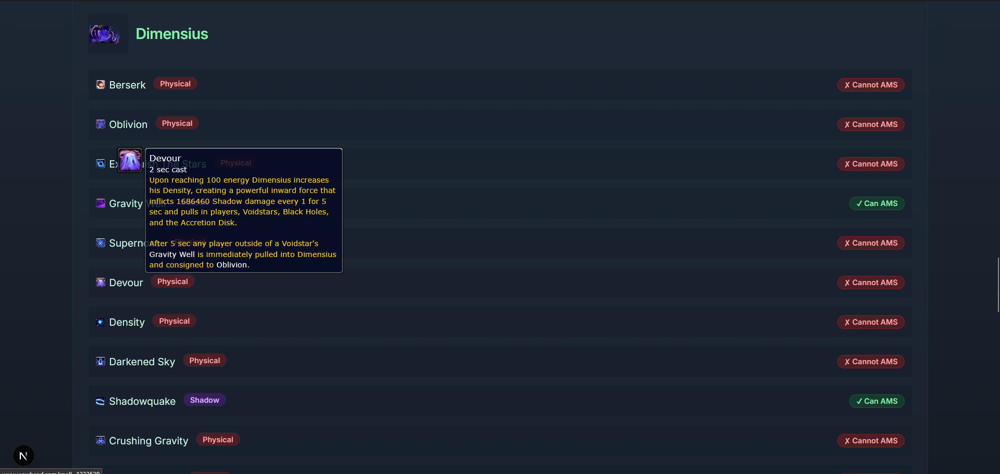 Dimensius
Berserk Physical ✗ Cannot AMS
Oblivion Physical ✗ Cannot AMS
Physical ✗ Cannot AMS
The Stars
Devour
2 sec cast
Upon reaching 100 energy Dimensius increases
his Density, creating a powerful inward force that
inflicts 1686460 Shadow damage every 1 for 5
sec and pulls in players, Voidstars, Black Holes,
and the Accretion Disk.
After 5 sec any player outside of a Voidstar's
Gravity Well is immediately pulled into Dimensius
and consigned to Oblivion.
Gravity Well ✓ Can AMS
Physical ✗ Cannot AMS
Devour Physical ✗ Cannot AMS
Density Physical ✗ Cannot AMS
Darkened Sky Physical ✗ Cannot AMS
Shadowquake Shadow ✓ Can AMS
Crushing Gravity Physical ✗ Cannot AMS
N